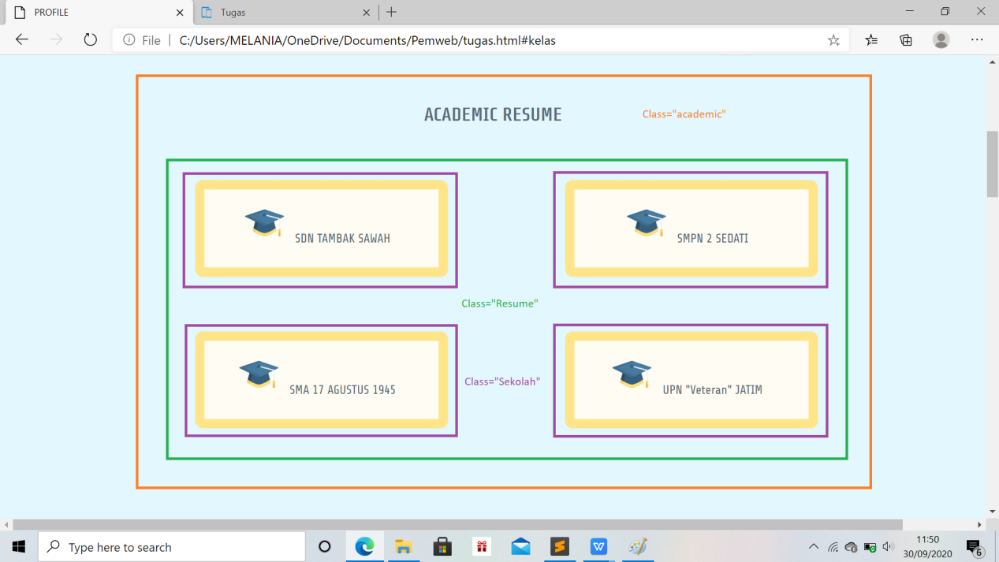 PROFILE
Tugas
File
C:/Users/MELANIA/OneDrive/Documents/Pemweb/tugas.html#kelas
ACADEMIC RESUME
Class="academic"
SDN TAMBAK SAWAH
SMPN 2 SEDATI
Class="Resume"
SMA 17 AGUSTUS 1945
Class="Sekolah"
UPN "Veteran" JATIM
Type here to search
W
11:50
30/09/2020
6